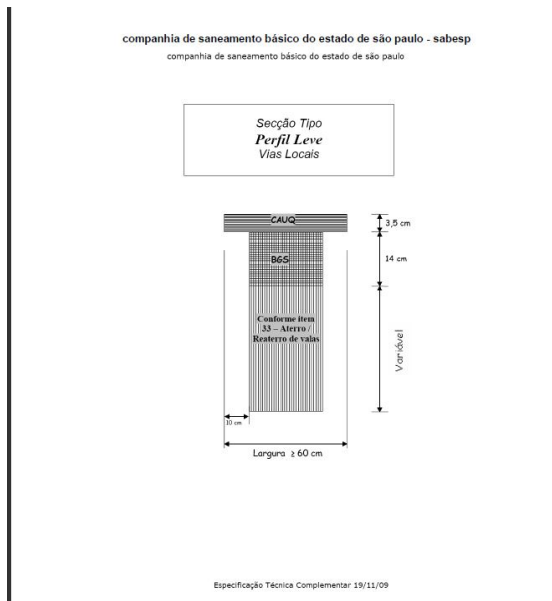 companhia de saneamento básico do estado de são paulo - sabesp
companhia de saneamento básico do estado de são paulo
Secção Tipo
Perfil Leve
Vias Locais
CAUQ
3,5 cm
BGS
14 cm
Conforme item
33 – Aterro /
Reaterro de valas
Variável
10 cm
Largura ≥ 60 cm
Especificação Técnica Complementar 19/11/09